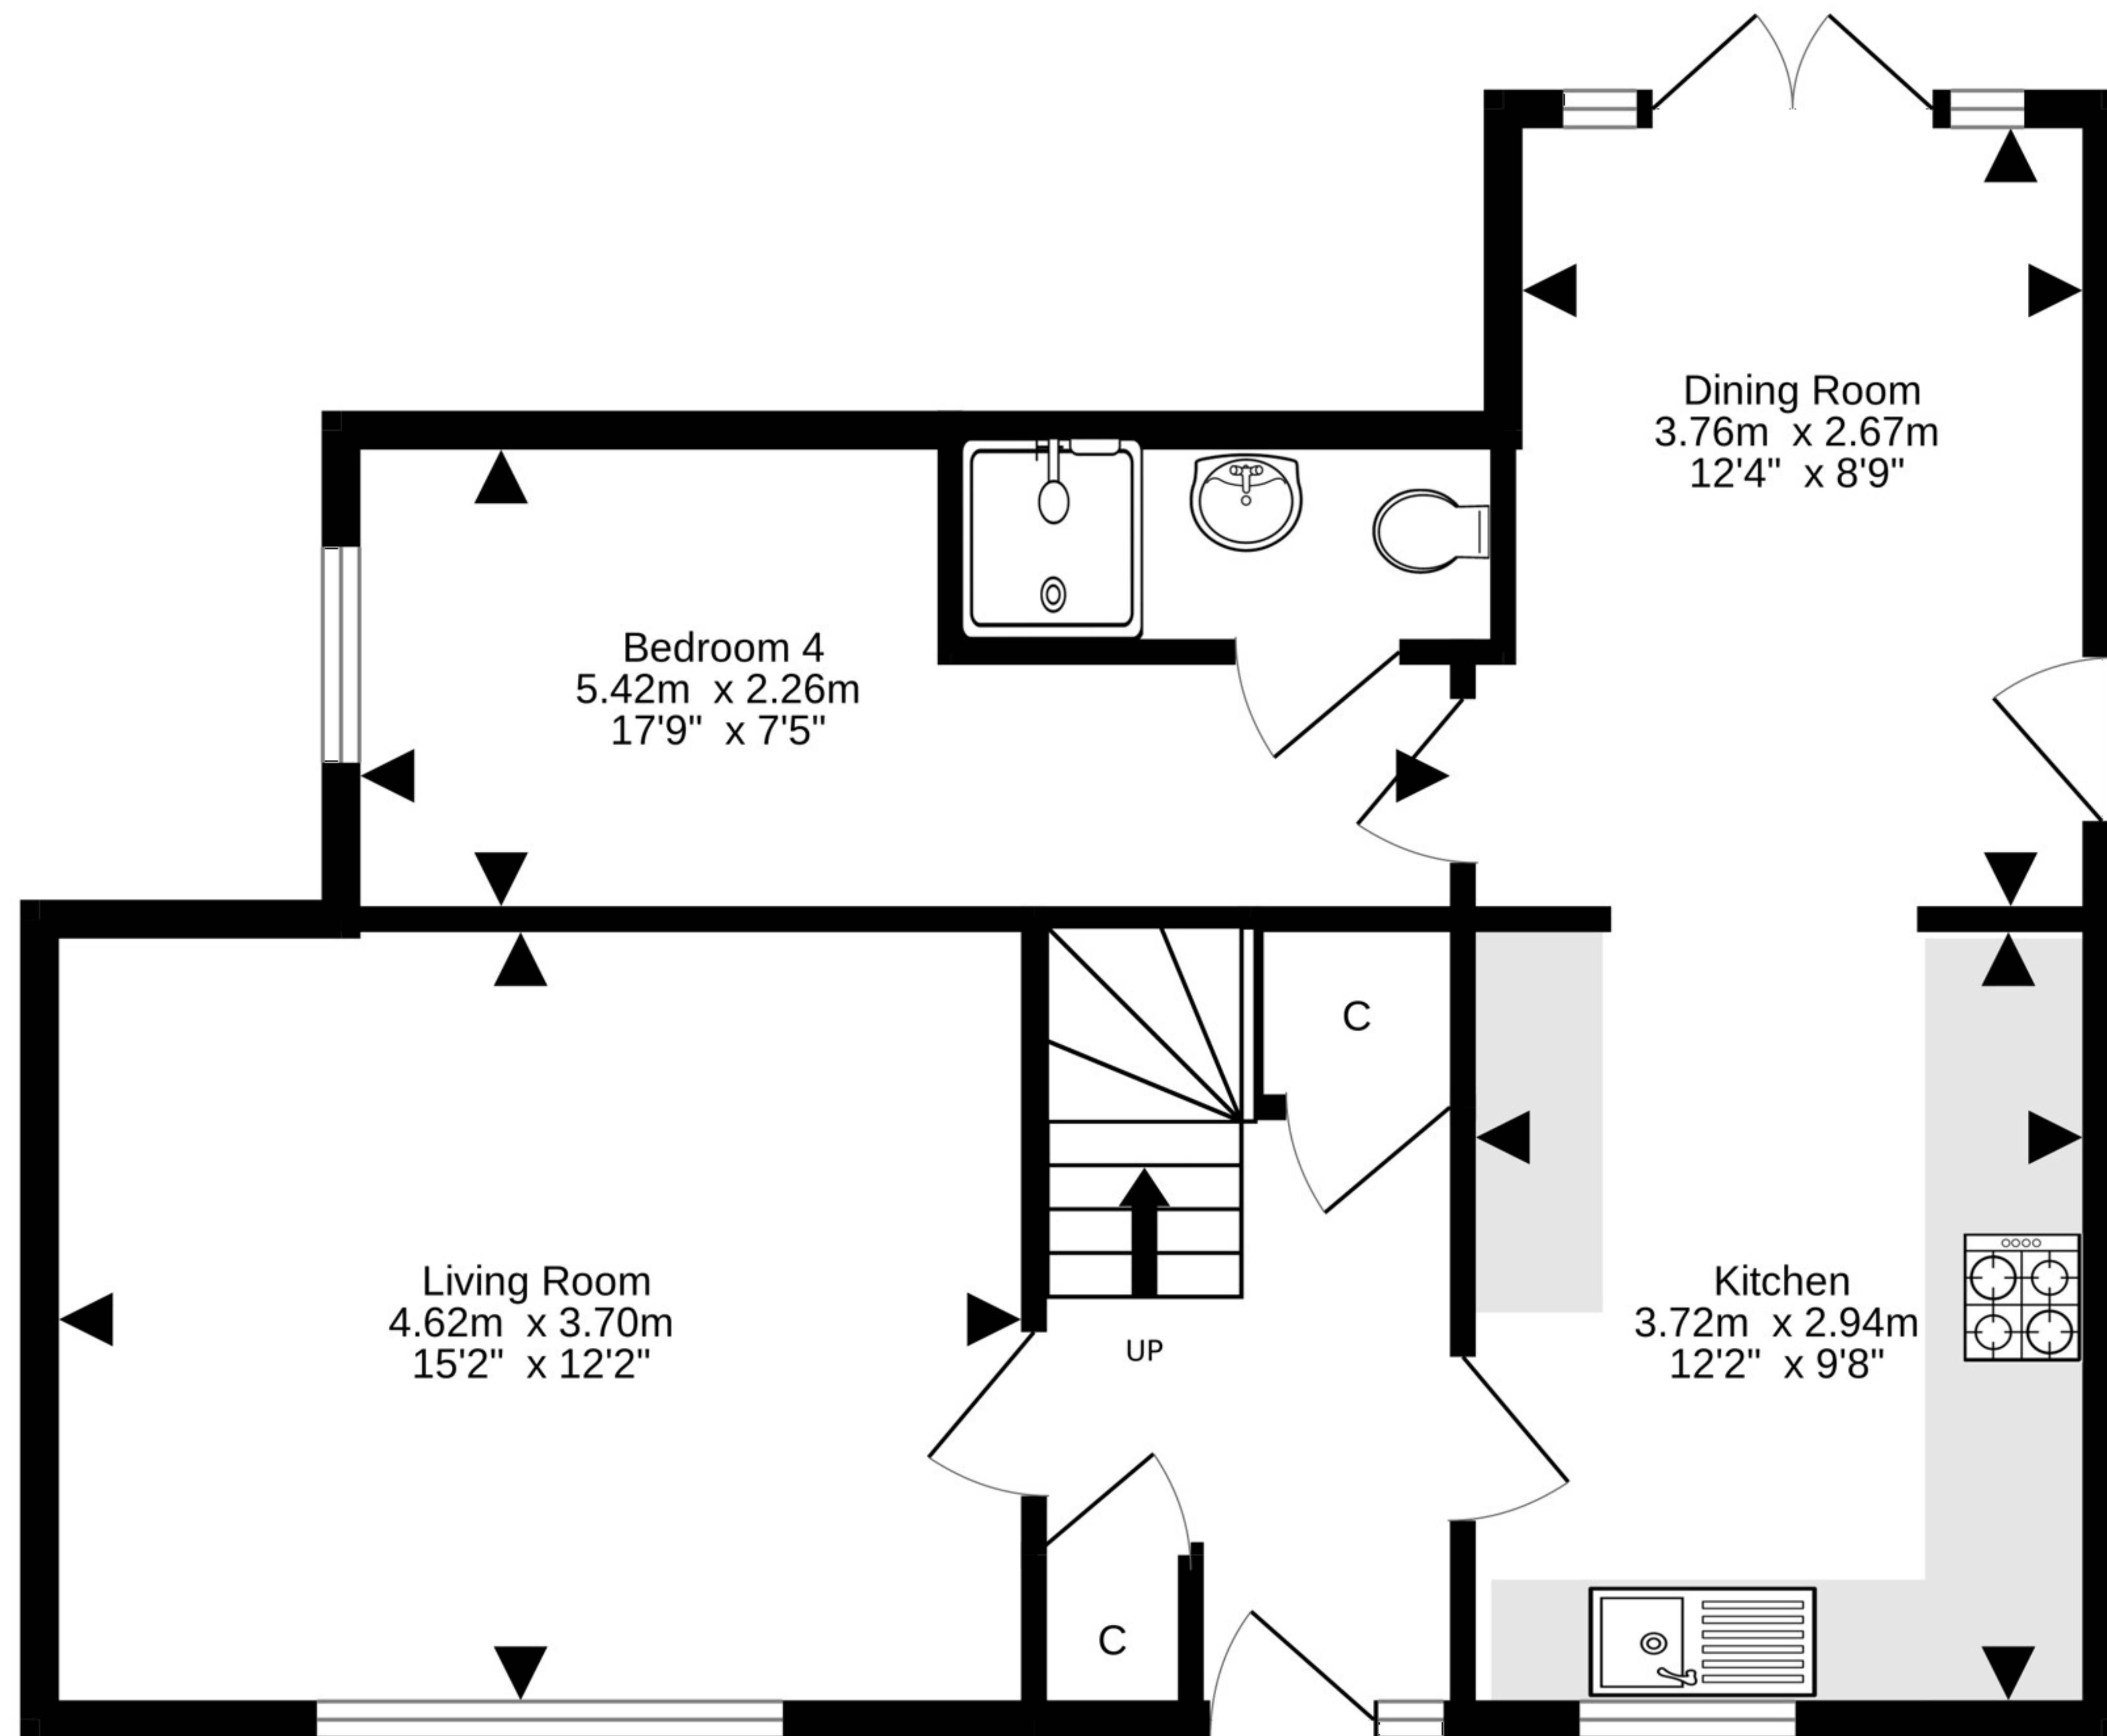 Dining Room
3.76m x 2.67m
12'4" x 8'9"
Bedroom 4
5.42m x 2.26m
17'9" x 7'5"
C
Living Room
4.62m x 3.70m
15'2" x 12'2"
UP
Kitchen
3.72m x 2.94m
12'2" x 9'8"
C